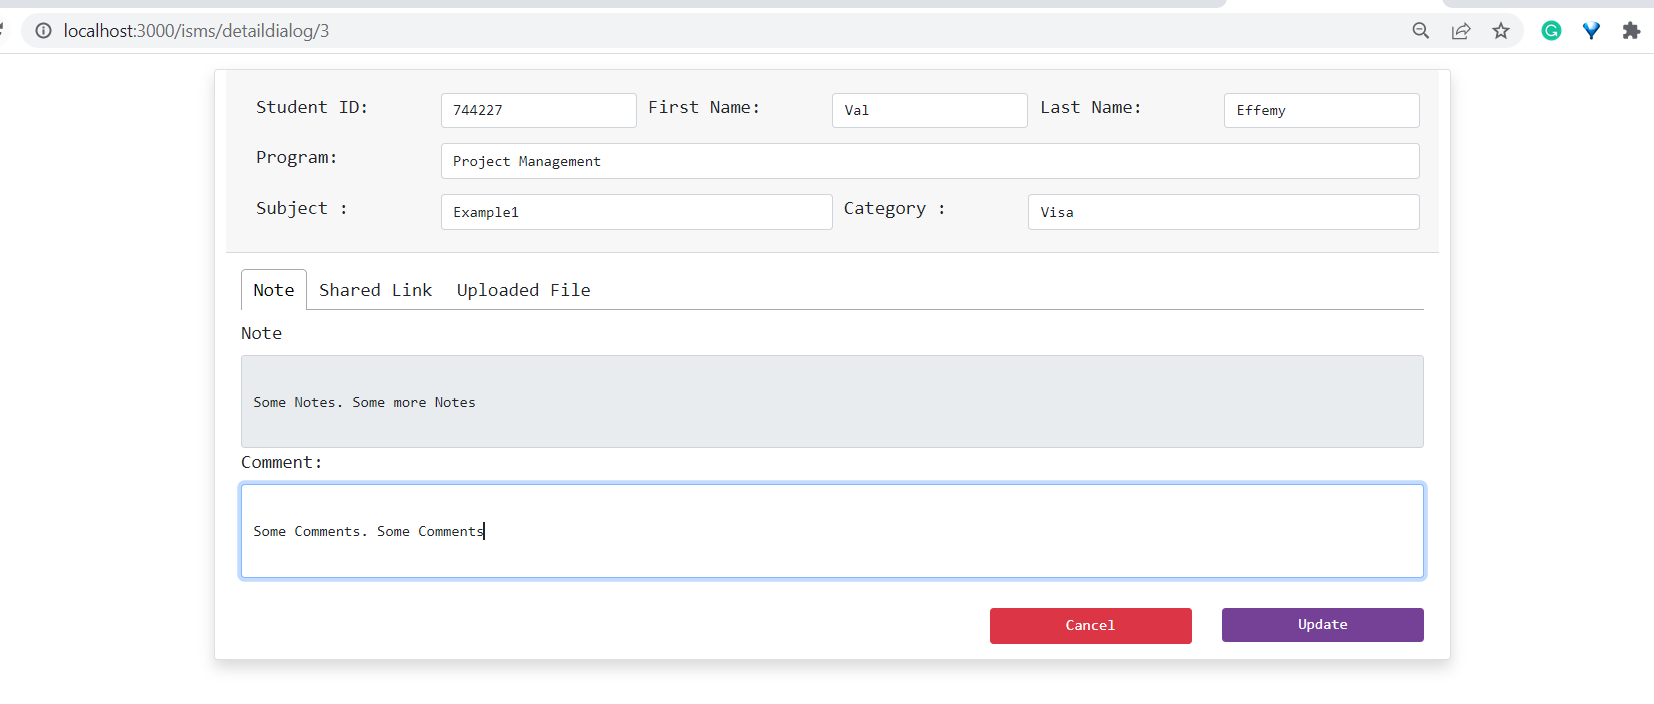 localhost:3000/isms/detaildialog/3
Student ID: 744227 First Name: Val Last Name: Effemy
Program: Project Management
Subject : Example1 Category : Visa
Note Shared Link Uploaded File
Note
Some Notes. Some more Notes
Comment:
Some Comments. Some Comments
Cancel Update